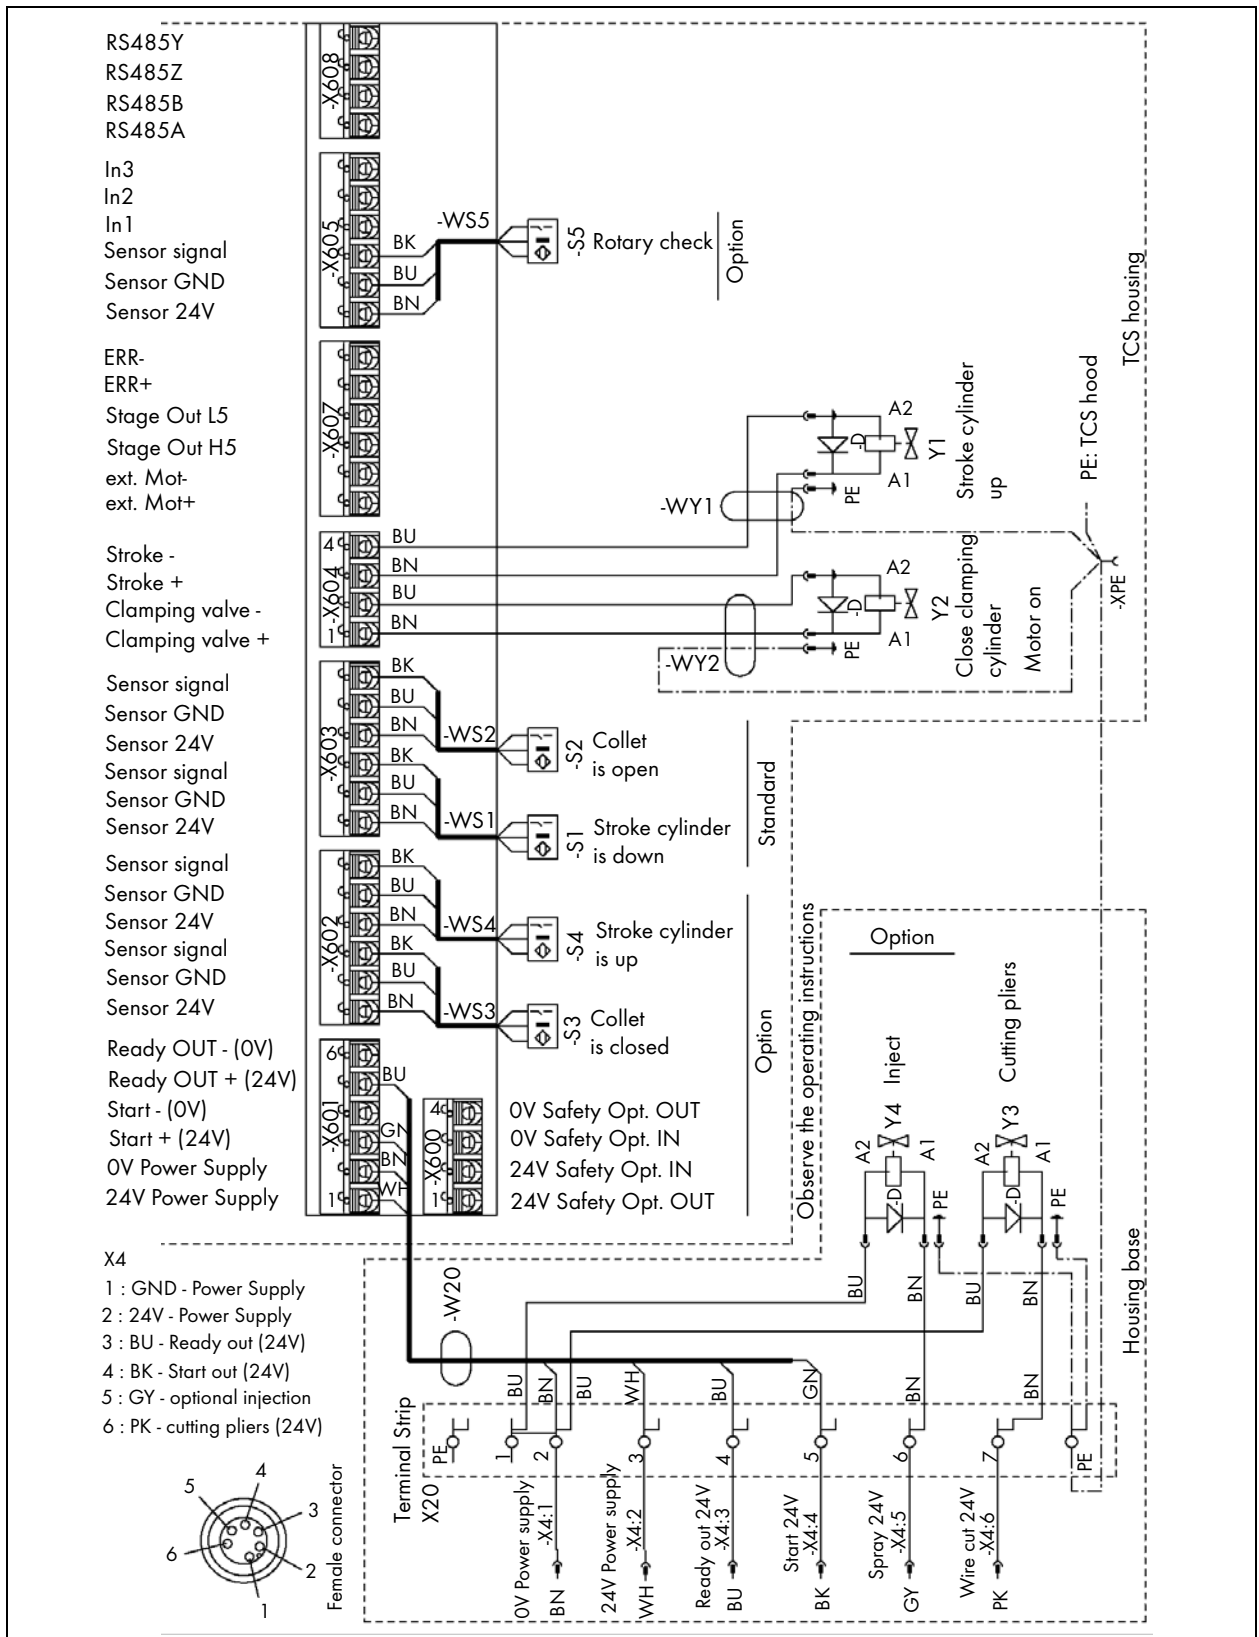 RS485Y
RS485Z
RS485B
RS485A
-X608
In3
In2
In1
Sensor signal
Sensor GND
Sensor 24V
-X605
BK
BU
BN
-WS5
-S5 Rotary check
Option
ERR-
ERR+
Stage Out L5
Stage Out H5
ext. Mot-
ext. Mot+
-X607
TCS housing
PE: TCS hood
-XPE
Stroke -
Stroke +
Clamping valve -
Clamping valve +
4
-X604
1
BU
BN
BU
BN
-WY1
-D
A2
A1
PE
Y1
Stroke cylinder
up
-WY2
-D
A2
A1
PE
Y2
Close clamping
cylinder
Motor on
Sensor signal
Sensor GND
Sensor 24V
Sensor signal
Sensor GND
Sensor 24V
-X603
BK
BU
BN
BK
BU
BN
-WS2
-S2
Collet
is open
-WS1
-S1
Stroke cylinder
is down
Standard
Sensor signal
Sensor GND
Sensor 24V
Sensor signal
Sensor GND
Sensor 24V
-X602
BK
BU
BN
BK
BU
BN
-WS4
-S4
Stroke cylinder
is up
-WS3
-S3
Collet
is closed
Option
Observe the operating instructions
Ready OUT - (0V)
Ready OUT + (24V)
Start - (0V)
Start + (24V)
0V Power Supply
24V Power Supply
6
-X601
1
BU
GN
BN
WH
4
-X600
1
0V Safety Opt. OUT
0V Safety Opt. IN
24V Safety Opt. IN
24V Safety Opt. OUT
Option
Inject
Y4
A2
A1
-D
PE
Cutting pliers
Y3
A2
A1
-D
PE
BU
BN
BU
BN
Housing base
X4
1 : GND - Power Supply
2 : 24V - Power Supply
3 : BU - Ready out (24V)
4 : BK - Start out (24V)
5 : GY - optional injection
6 : PK - cutting pliers (24V)
-W20
BU
BN
BU
WH
BU
GN
BN
BN
Terminal Strip
X20
PE
1
2
3
4
5
6
7
PE
0V Power supply
-X4:1
BN
24V Power supply
-X4:2
WH
Ready out 24V
-X4:3
BU
Start 24V
-X4:4
BK
Spray 24V
-X4:5
GY
Wire cut 24V
-X4:6
PK
5
4
3
6
2
1
Female connector